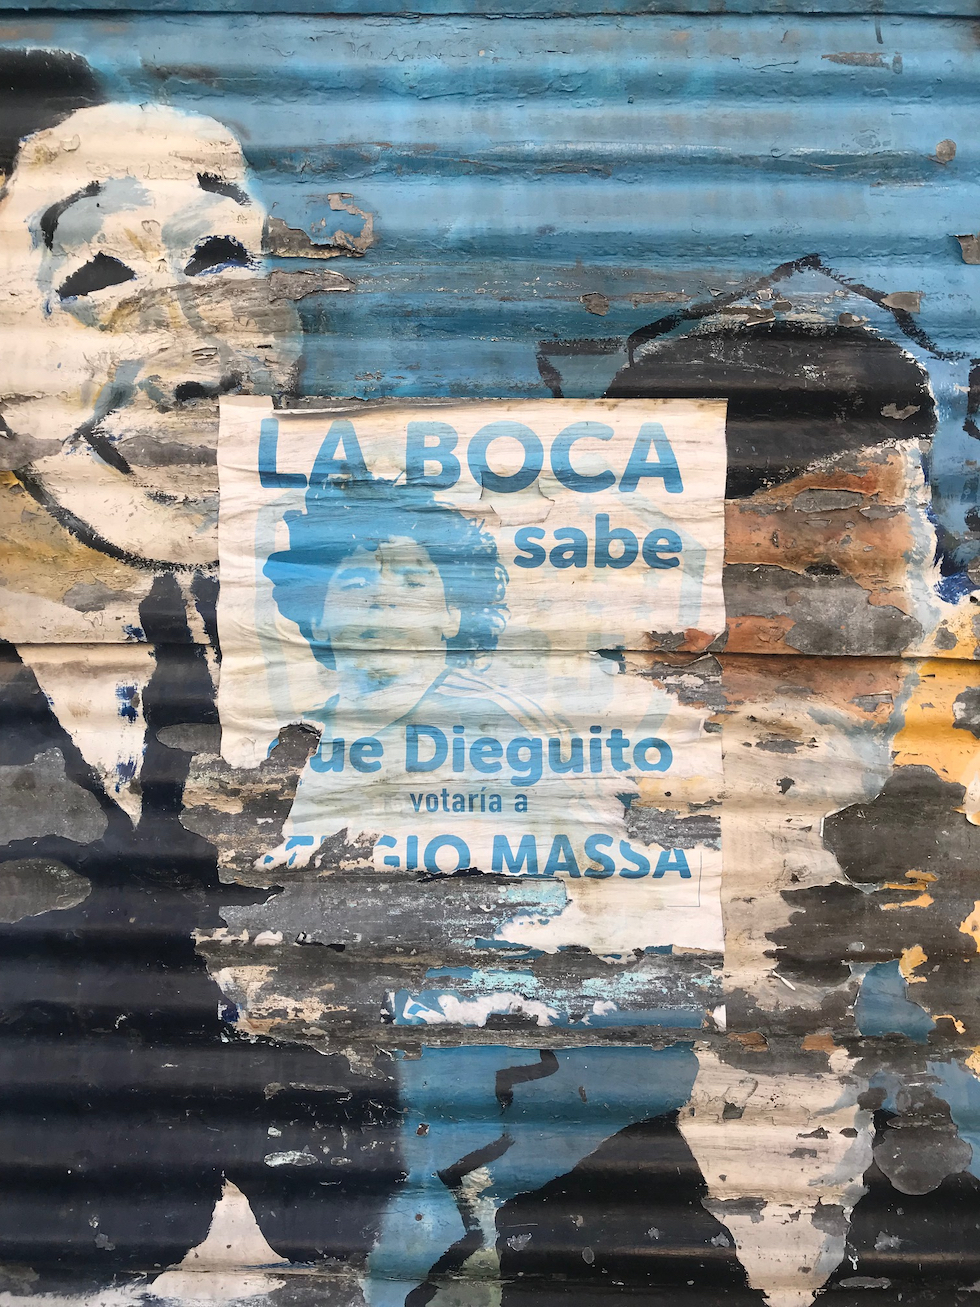 LA BOCA
sabe
ue Dieguito
votaría a
GIO MASSA